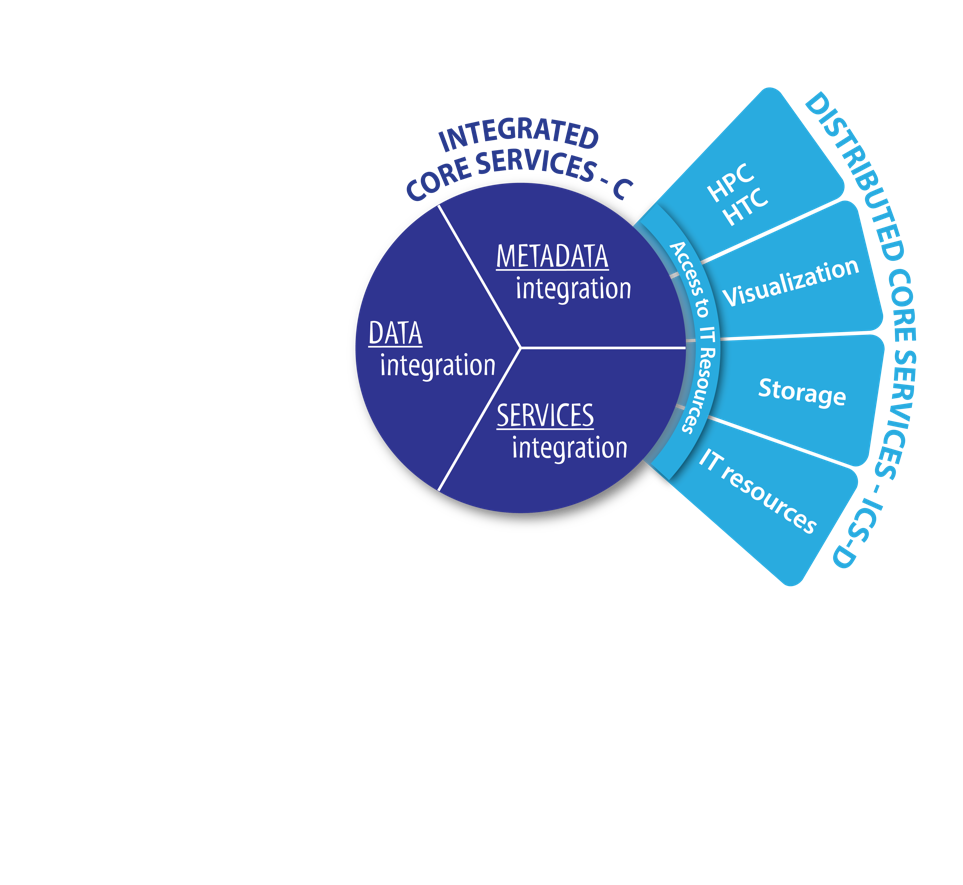 INTEGRATED
CORE SERVICES - C
METADATA
integration
DATA
integration
SERVICES
integration
Access to IT Resources
HPC
HTC
Visualization
Storage
IT resources
DISTRIBUTED CORE SERVICES - ICS-D